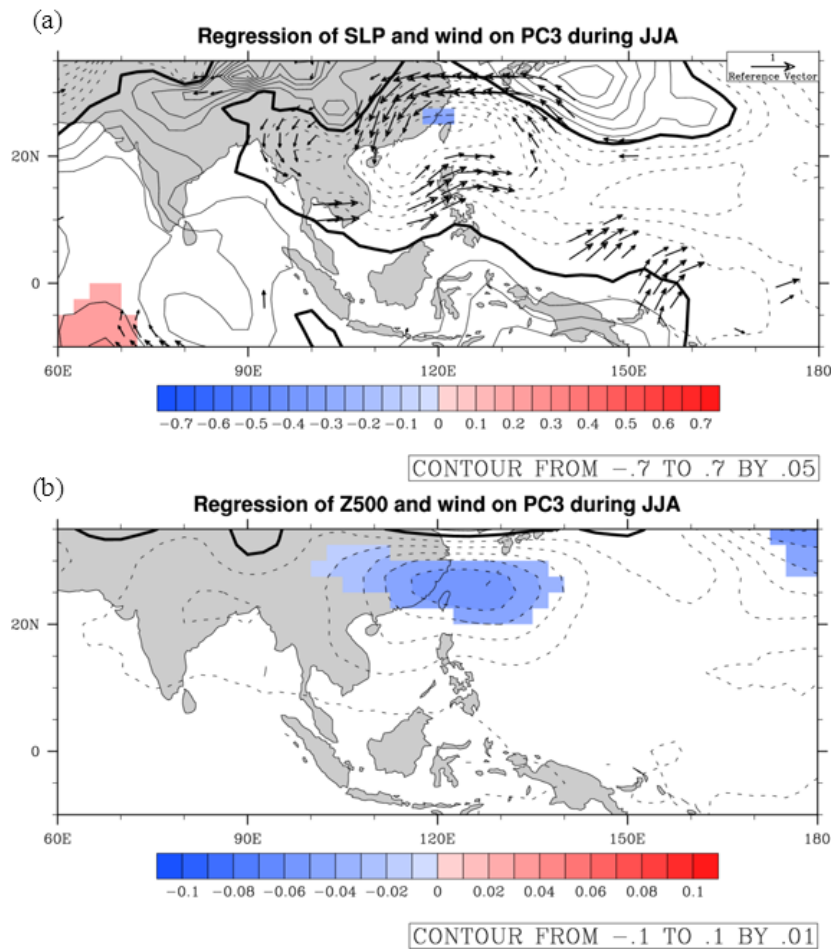 (a)
Regression of SLP and wind on PC3 during JJA
1
Reference Vector
20N
0
60E 90E 120E 150E 180
−0.7 −0.6 −0.5 −0.4 −0.3 −0.2 −0.1 0 0.1 0.2 0.3 0.4 0.5 0.6 0.7
CONTOUR FROM −.7 TO .7 BY .05
(b)
Regression of Z500 and wind on PC3 during JJA
20N
0
60E 90E 120E 150E 180
−0.1 −0.08 −0.06 −0.04 −0.02 0 0.02 0.04 0.06 0.08 0.1
CONTOUR FROM −.1 TO .1 BY .01